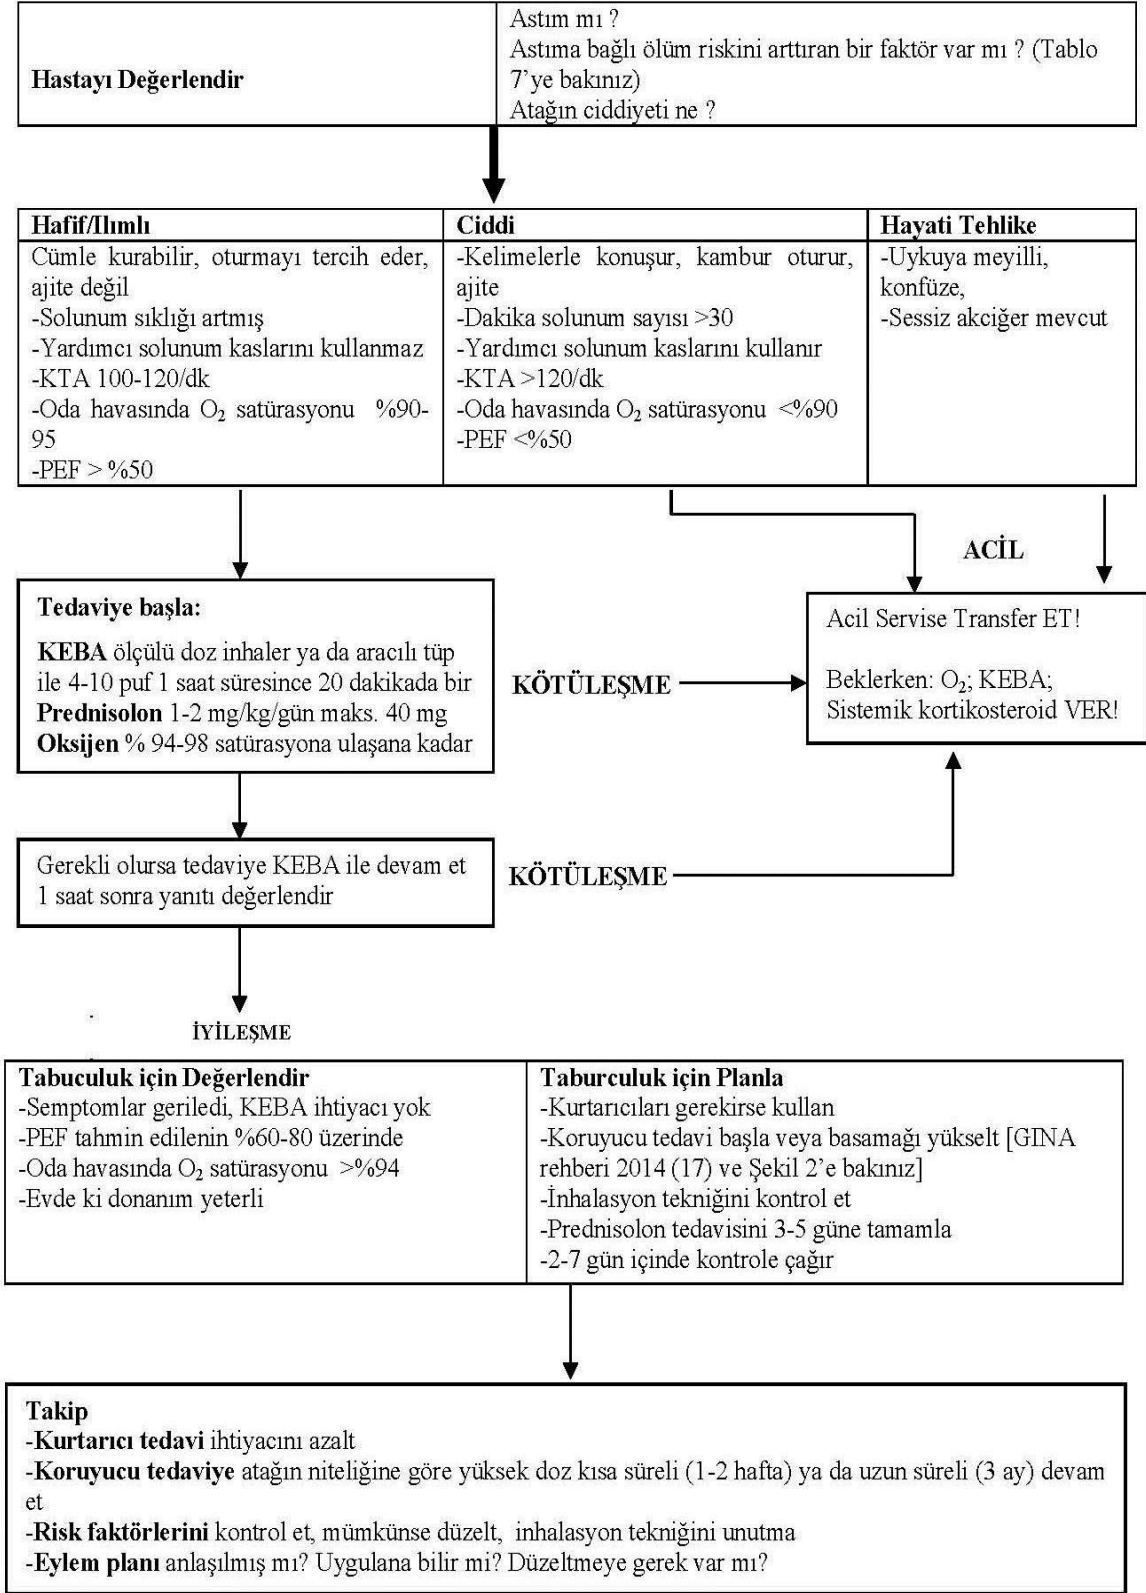 Hastayı Değerlendir
Astım mı ?
Astıma bağlı ölüm riskini arttıran bir faktör var mı ? (Tablo
7’ye bakınız)
Atağın ciddiyeti ne ?
Hafif/Ilımlı
Cümle kurabilir, oturmayı tercih eder,
ajite değil
-Solunum sıklığı artmış
-Yardımcı solunum kaslarını kullanmaz
-KTA 100-120/dk
-Oda havasında O₂ satürasyonu %90-
95
-PEF > %50
Ciddi
-Kelimelerle konuşur, kambur oturur,
ajite
-Dakika solunum sayısı >30
-Yardımcı solunum kaslarını kullanır
-KTA >120/dk
-Oda havasında O₂ satürasyonu <%90
-PEF <%50
Hayati Tehlike
-Uykuya meyilli,
konfüze,
-Sessiz akciğer mevcut
ACİL
Tedaviye başla:
KEBA ölçülü doz inhaler ya da aracılı tüp
ile 4-10 puf 1 saat süresince 20 dakikada bir
Prednisolon 1-2 mg/kg/gün maks. 40 mg
Oksijen % 94-98 satürasyona ulaşana kadar
KÖTÜLEŞME
Acil Servise Transfer ET!
Beklerken: O₂; KEBA;
Sistemik kortikosteroid VER!
Gerekli olursa tedaviye KEBA ile devam et
1 saat sonra yanıtı değerlendir
KÖTÜLEŞME
İYİLEŞME
Tabuculuk için Değerlendir
-Semptomlar geriledi, KEBA ihtiyacı yok
-PEF tahmin edilenin %60-80 üzerinde
-Oda havasında O₂ satürasyonu >%94
-Evde ki donanım yeterli
Taburculuk için Planla
-Kurtarıcıları gerekirse kullan
-Koruyucu tedavi başla veya basamağı yükselt [GINA
rehberi 2014 (17) ve Şekil 2’e bakınız]
-İnhalasyon tekniğini kontrol et
-Prednisolon tedavisini 3-5 güne tamamla
-2-7 gün içinde kontrole çağır
Takip
-Kurtarıcı tedavi ihtiyacını azalt
-Koruyucu tedaviye atağın niteliğine göre yüksek doz kısa süreli (1-2 hafta) ya da uzun süreli (3 ay) devam
et
-Risk faktörlerini kontrol et, mümkünse düzelt, inhalasyon tekniğini unutma
-Eylem planı anlaşılmış mı? Uygulana bilir mi? Düzeltmeye gerek var mı?